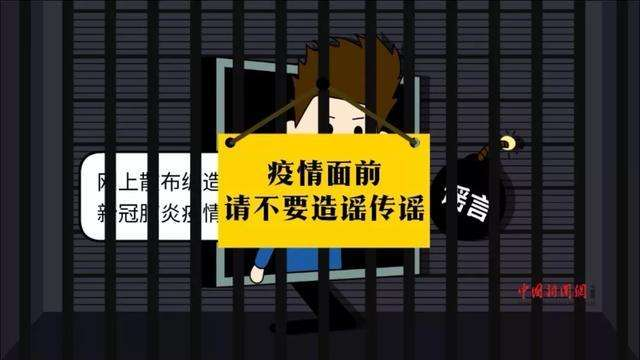 疫情面前
请不要造谣传谣
网上散布编造
新冠肺炎疫情
谣言
中国新闻网